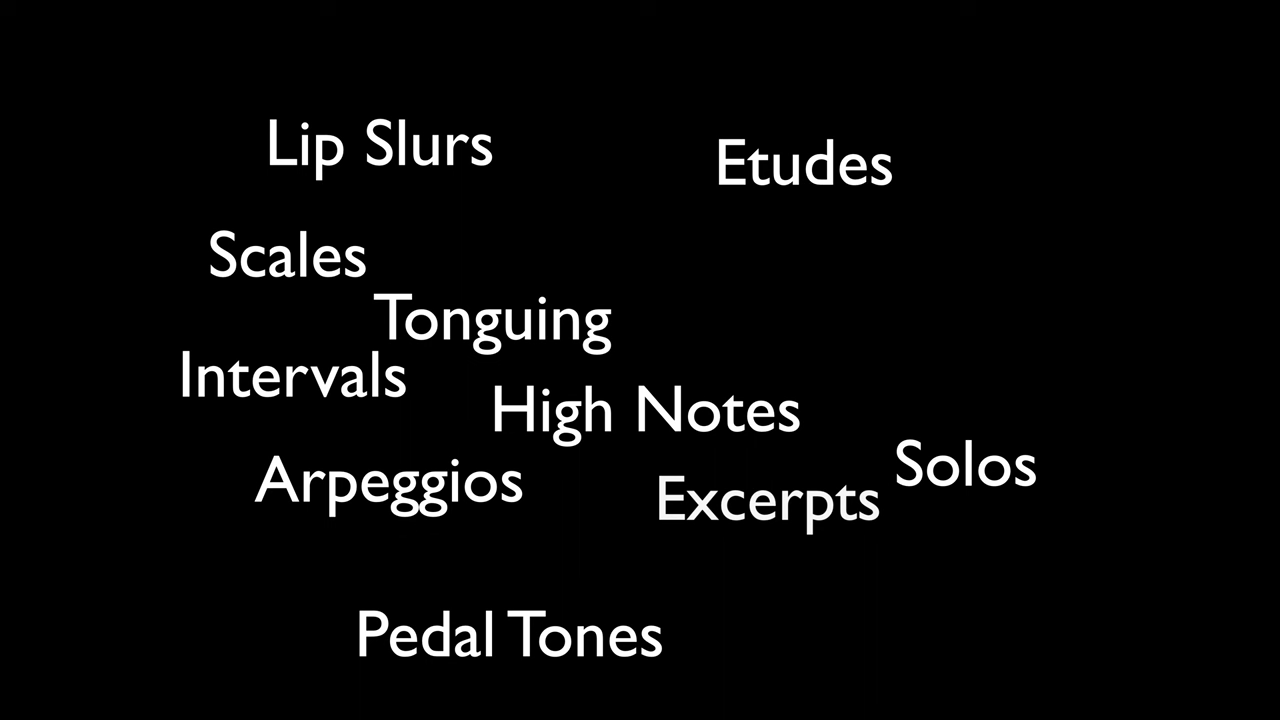 Lip Slurs
Etudes
Scales
Tonguing
Intervals
High Notes
Solos
Arpeggios
Excerpts
Pedal Tones